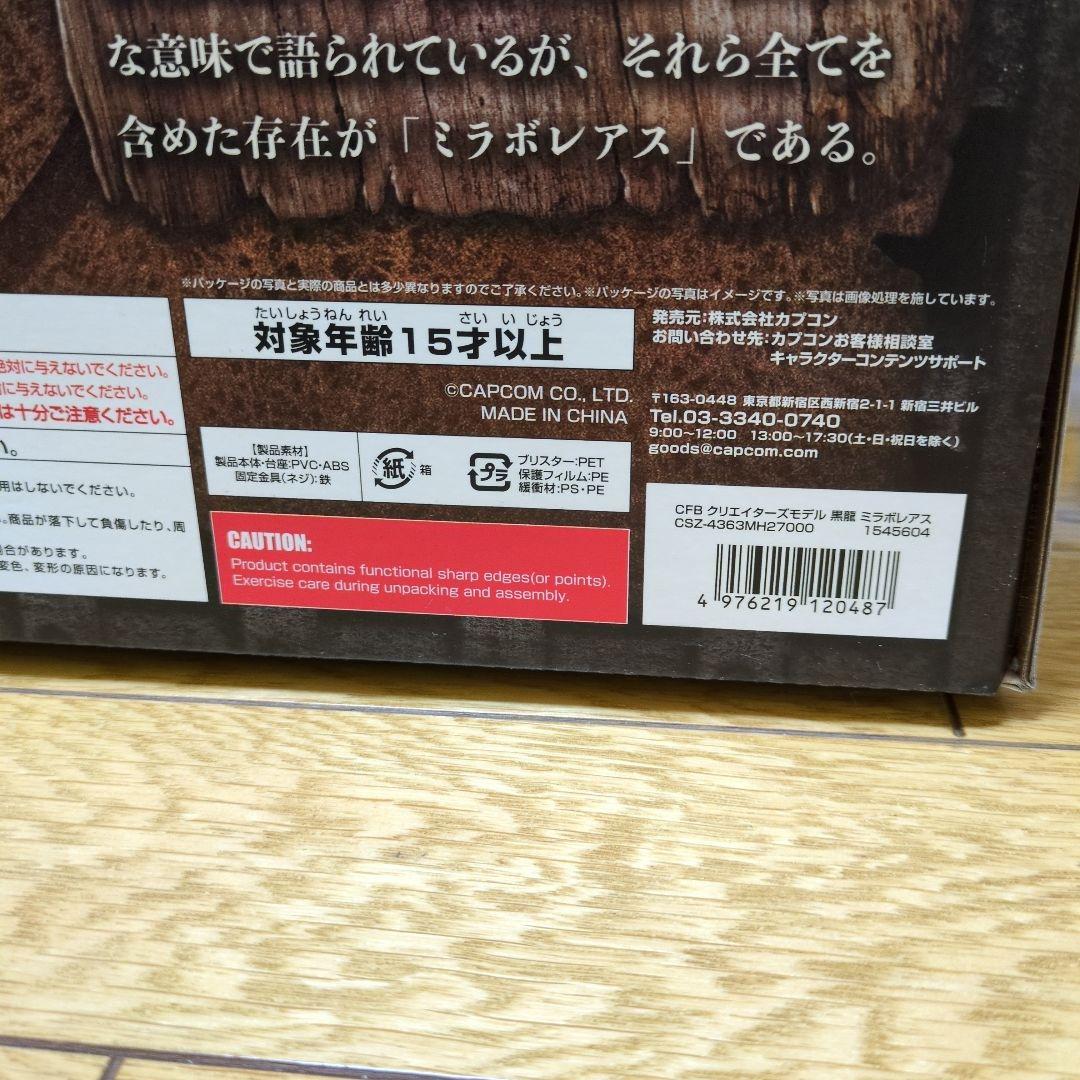 な意味で語られているが、それら全てを
含めた存在が「ミラボレアス」である。
※パッケージの写真と実際の商品とは多少異なりますのでご了承ください。※パッケージの写真はイメージです。※写真は画像処理を施しています。
たいしょうねんれい さいいじょう
対象年齢15才以上
発売元:株式会社カプコン
お問い合わせ先:カプコンお客様相談室
キャラクターコンテンツサポート
©CAPCOM CO., LTD.
MADE IN CHINA
〒163-0448 東京都新宿区西新宿2-1-1 新宿三井ビル
Tel.03-3340-0740
9:00~12:00 13:00~17:30(土・日・祝日を除く)
goods@capcom.com
対に与えないでください。
に与えないでください。
は十分ご注意ください。
い。
用はしないでください。
。商品が落下して負傷したり、周
場合があります。
変色、変形の原因になります。
【製品素材】
製品本体・台座:PVC・ABS
固定金具(ネジ):鉄
紙 箱
プラ
ブリスター:PET
保護フィルム:PE
緩衝材:PS・PE
CAUTION:
Product contains functional sharp edges(or points).
Exercise care during unpacking and assembly.
CFB クリエイターズモデル 黒龍 ミラボレアス
CSZ-4363MH27000 1545604
4 976219 120487